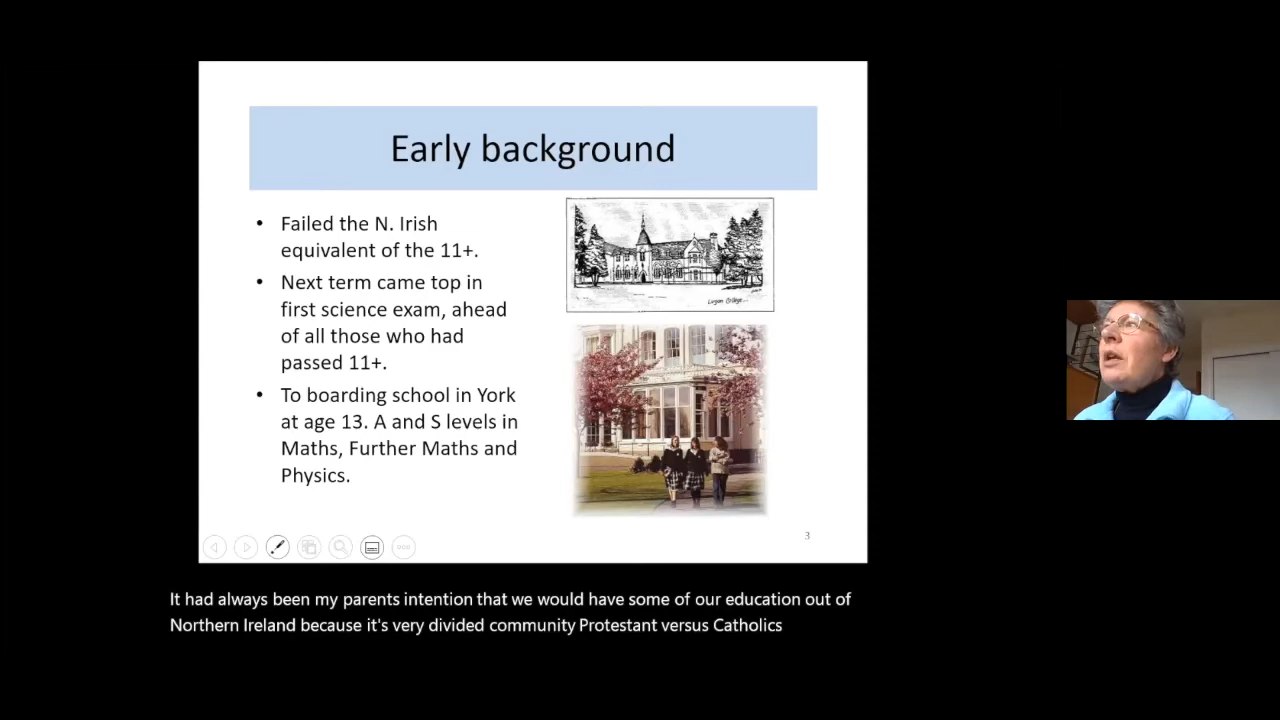 Early background
• Failed the N. Irish
equivalent of the 11+.
• Next term came top in
first science exam, ahead
of all those who had
passed 11+.
• To boarding school in York
at age 13. A and S levels in
Maths, Further Maths and
Physics.
Lurgan College
3
It had always been my parents intention that we would have some of our education out of
Northern Ireland because it's very divided community Protestant versus Catholics